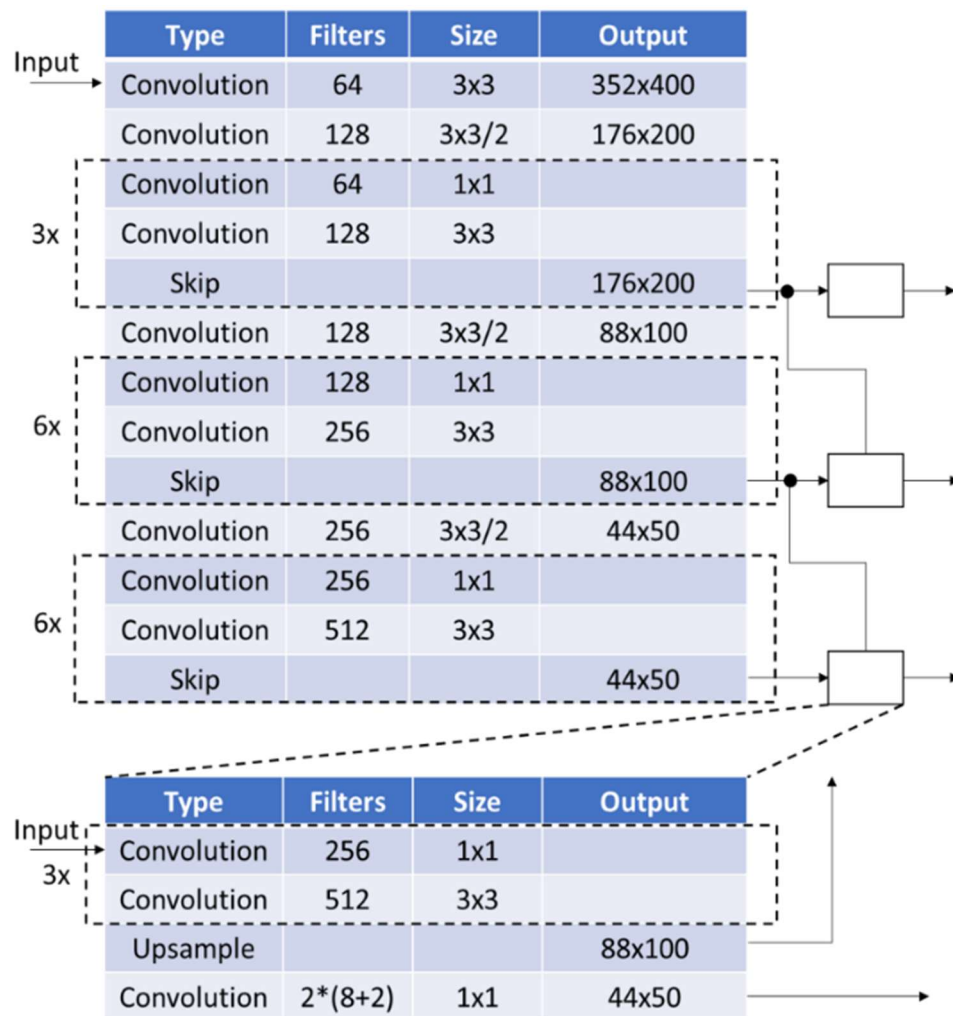 Type Filters Size Output
Input
Convolution 64 3x3 352x400
Convolution 128 3x3/2 176x200
Convolution 64 1x1
3x
Convolution 128 3x3
Skip 176x200
Convolution 128 3x3/2 88x100
Convolution 128 1x1
6x
Convolution 256 3x3
Skip 88x100
Convolution 256 3x3/2 44x50
Convolution 256 1x1
6x
Convolution 512 3x3
Skip 44x50
Type Filters Size Output
Input
Convolution 256 1x1
3x
Convolution 512 3x3
Upsample 88x100
Convolution 2*(8+2) 1x1 44x50